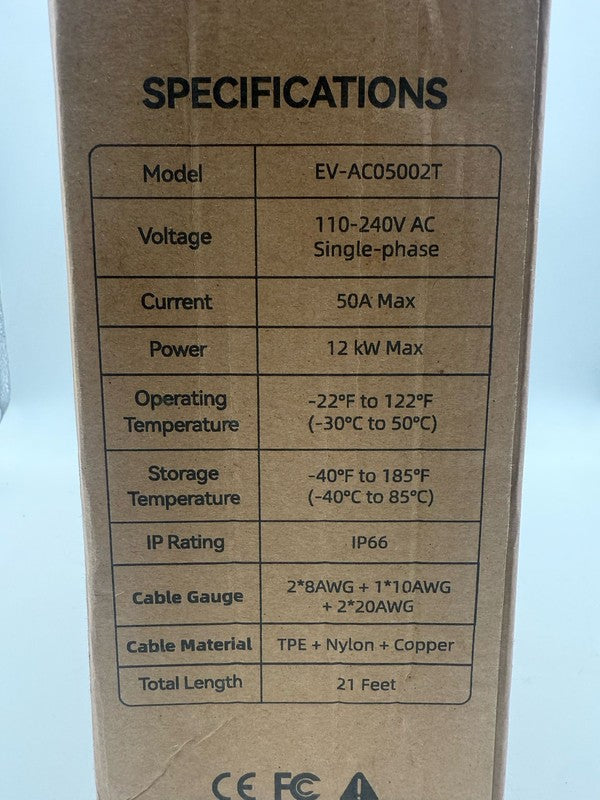 SPECIFICATIONS
Model EV-AC05002T
Voltage 110-240V AC
Single-phase
Current 50A Max
Power 12 kW Max
Operating
Temperature
-22°F to 122°F
(-30°C to 50°C)
Storage
Temperature
-40°F to 185°F
(-40°C to 85°C)
IP Rating IP66
Cable Gauge 2*8AWG + 1*10AWG
+ 2*20AWG
Cable Material TPE + Nylon + Copper
Total Length 21 Feet
CE FC